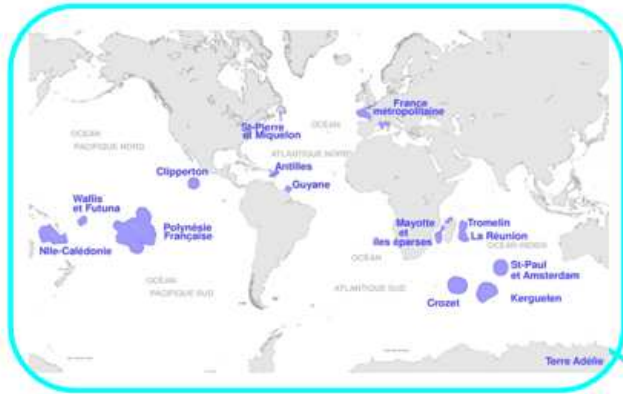 France
métropolitaine
St-Pierre
et Miquelon
OCÉAN
OCÉAN
PACIFIQUE NORD
ATLANTIQUE NORD
Clipperton
Antilles
Guyane
Wallis
et Futuna
Polynésie
Française
Nlle-Calédonie
Mayotte
et
îles éparses
Tromelin
La Réunion
OCÉAN INDIEN
OCÉAN
St-Paul
et Amsterdam
OCÉAN
PACIFIQUE SUD
ATLANTIQUE SUD
Crozet
Kerguelen
Terre Adélie